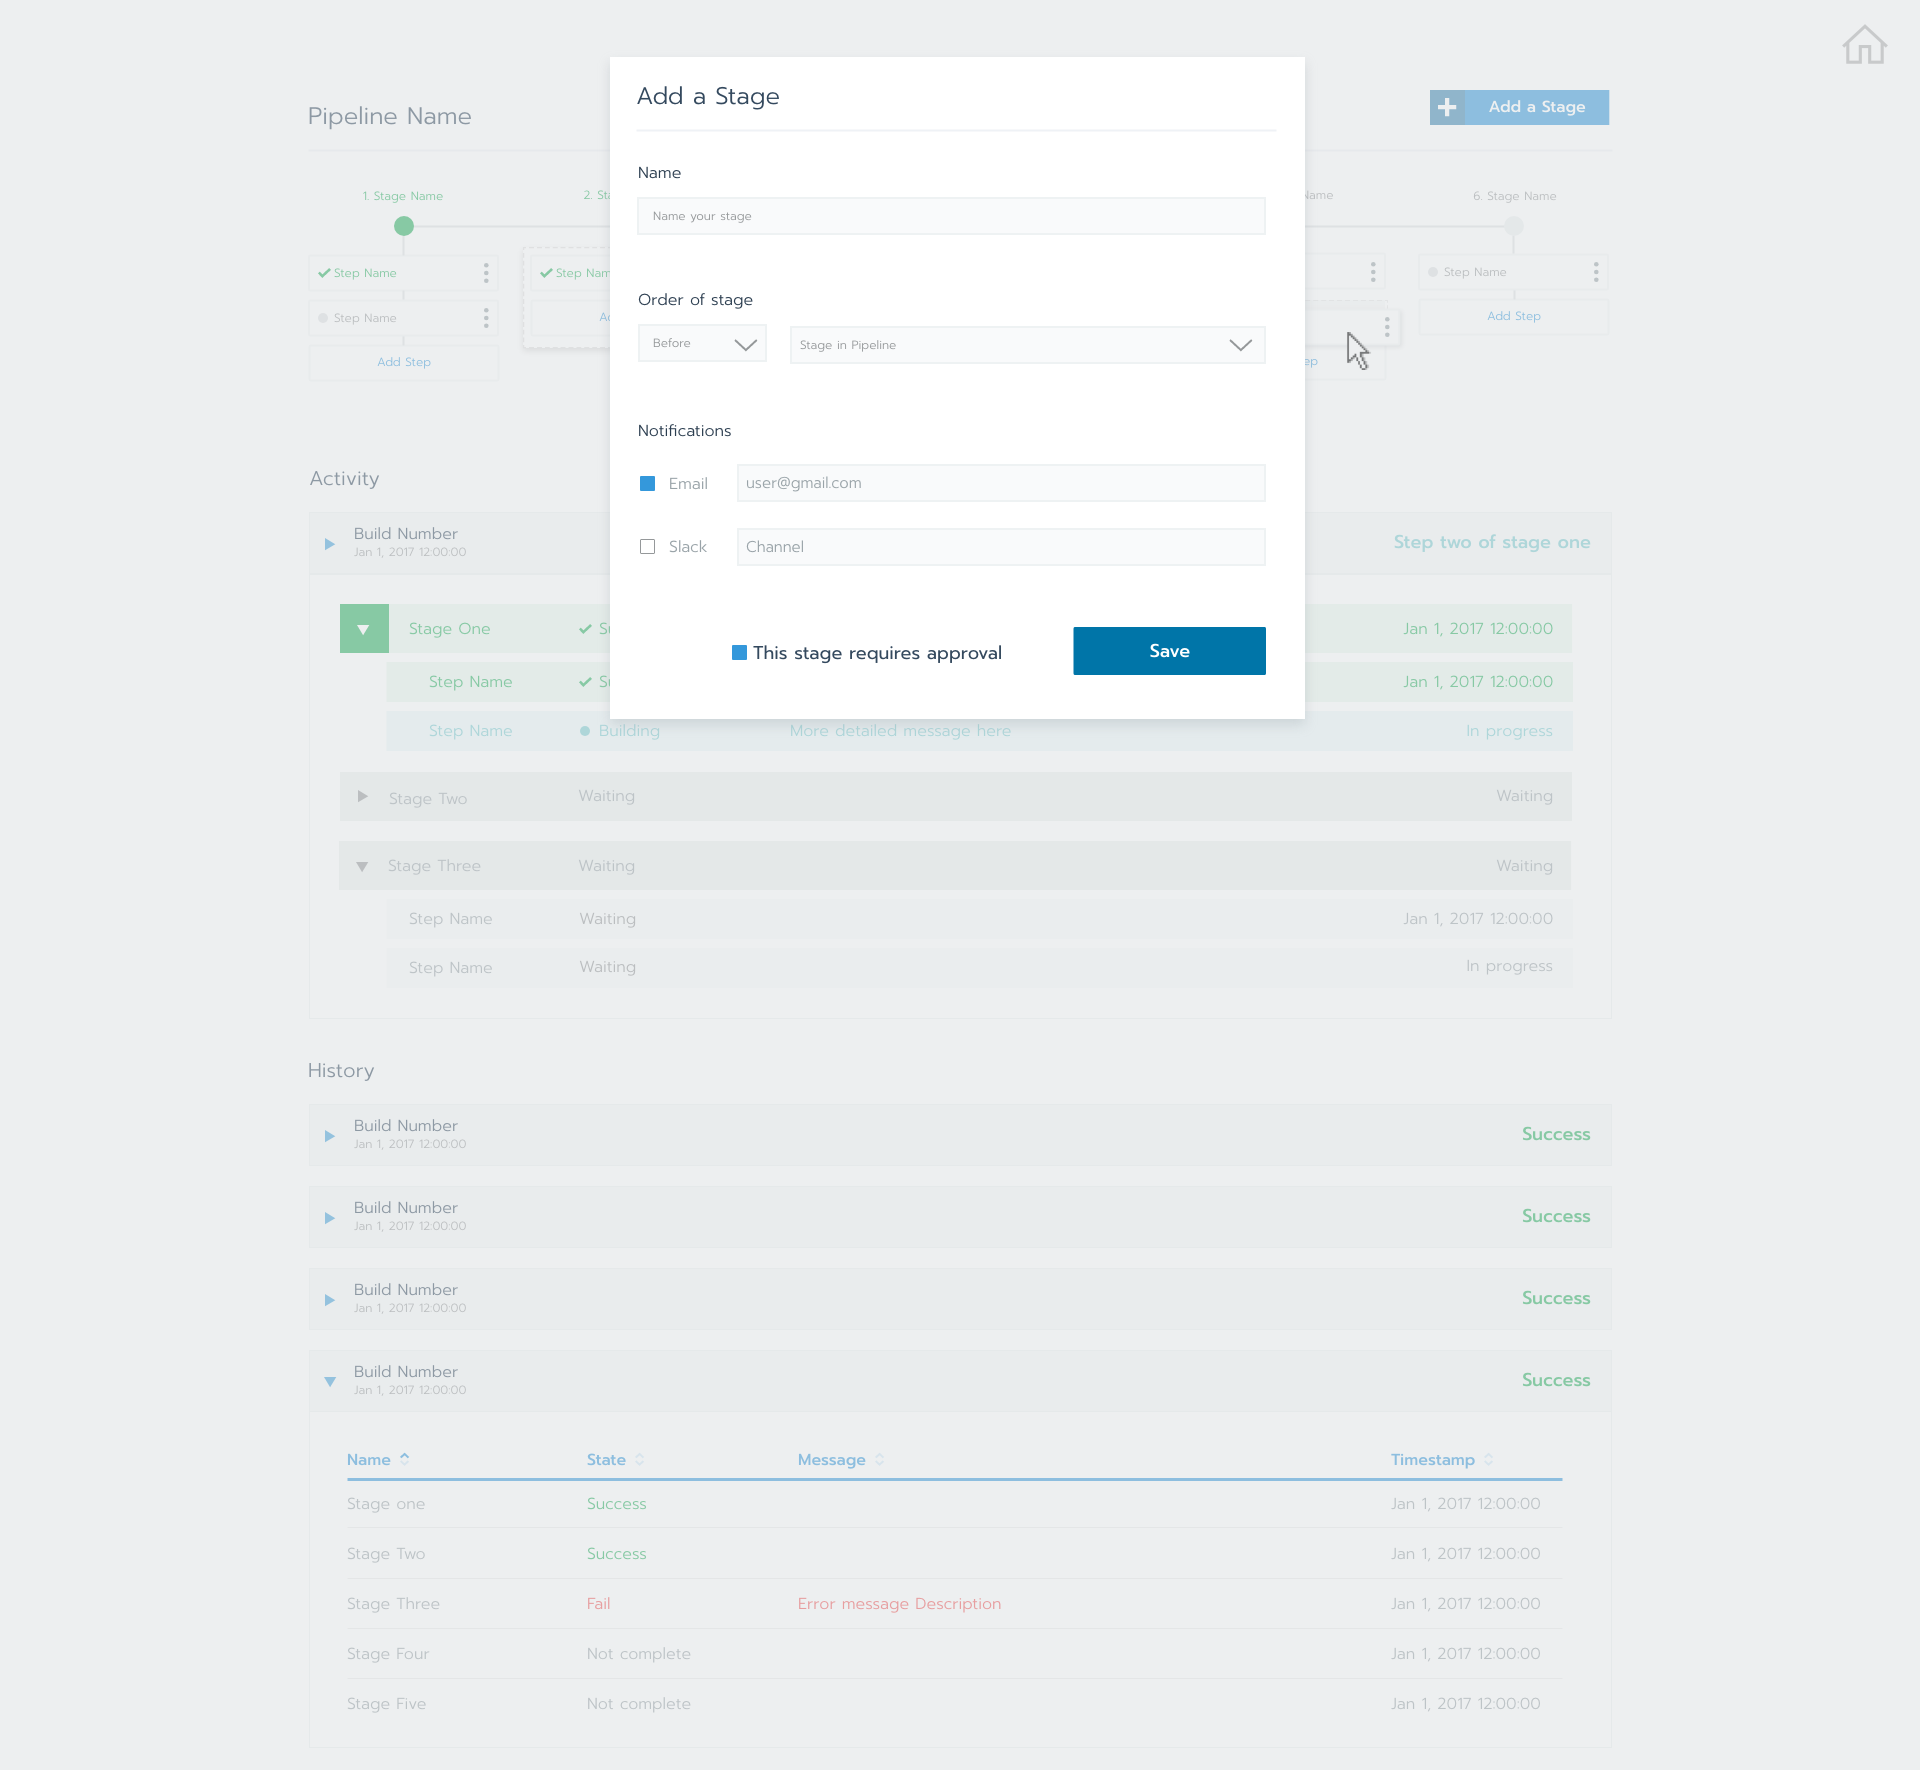 Add a Stage
Pipeline Name
Add a Stage
Name
Name your stage
1. Stage Name
2. Sta
Name
6. Stage Name
Step Name
Step Nam
Step Name
Step Name
Add Step
Add Step
ep
Order of stage
Before
Stage in Pipeline
Notifications
Email
user@gmail.com
Slack
Channel
This stage requires approval
Save
Activity
Build Number
Jan 1, 2017 12:00:00
Step two of stage one
Stage One
Jan 1, 2017 12:00:00
Step Name
Jan 1, 2017 12:00:00
Step Name
Building
More detailed message here
In progress
Stage Two
Waiting
Waiting
Stage Three
Waiting
Waiting
Step Name
Waiting
Jan 1, 2017 12:00:00
Step Name
Waiting
In progress
History
Build Number
Jan 1, 2017 12:00:00
Success
Build Number
Jan 1, 2017 12:00:00
Success
Build Number
Jan 1, 2017 12:00:00
Success
Build Number
Jan 1, 2017 12:00:00
Success
Name
State
Message
Timestamp
Stage one
Success
Jan 1, 2017 12:00:00
Stage Two
Success
Jan 1, 2017 12:00:00
Stage Three
Fail
Error message Description
Jan 1, 2017 12:00:00
Stage Four
Not complete
Jan 1, 2017 12:00:00
Stage Five
Not complete
Jan 1, 2017 12:00:00